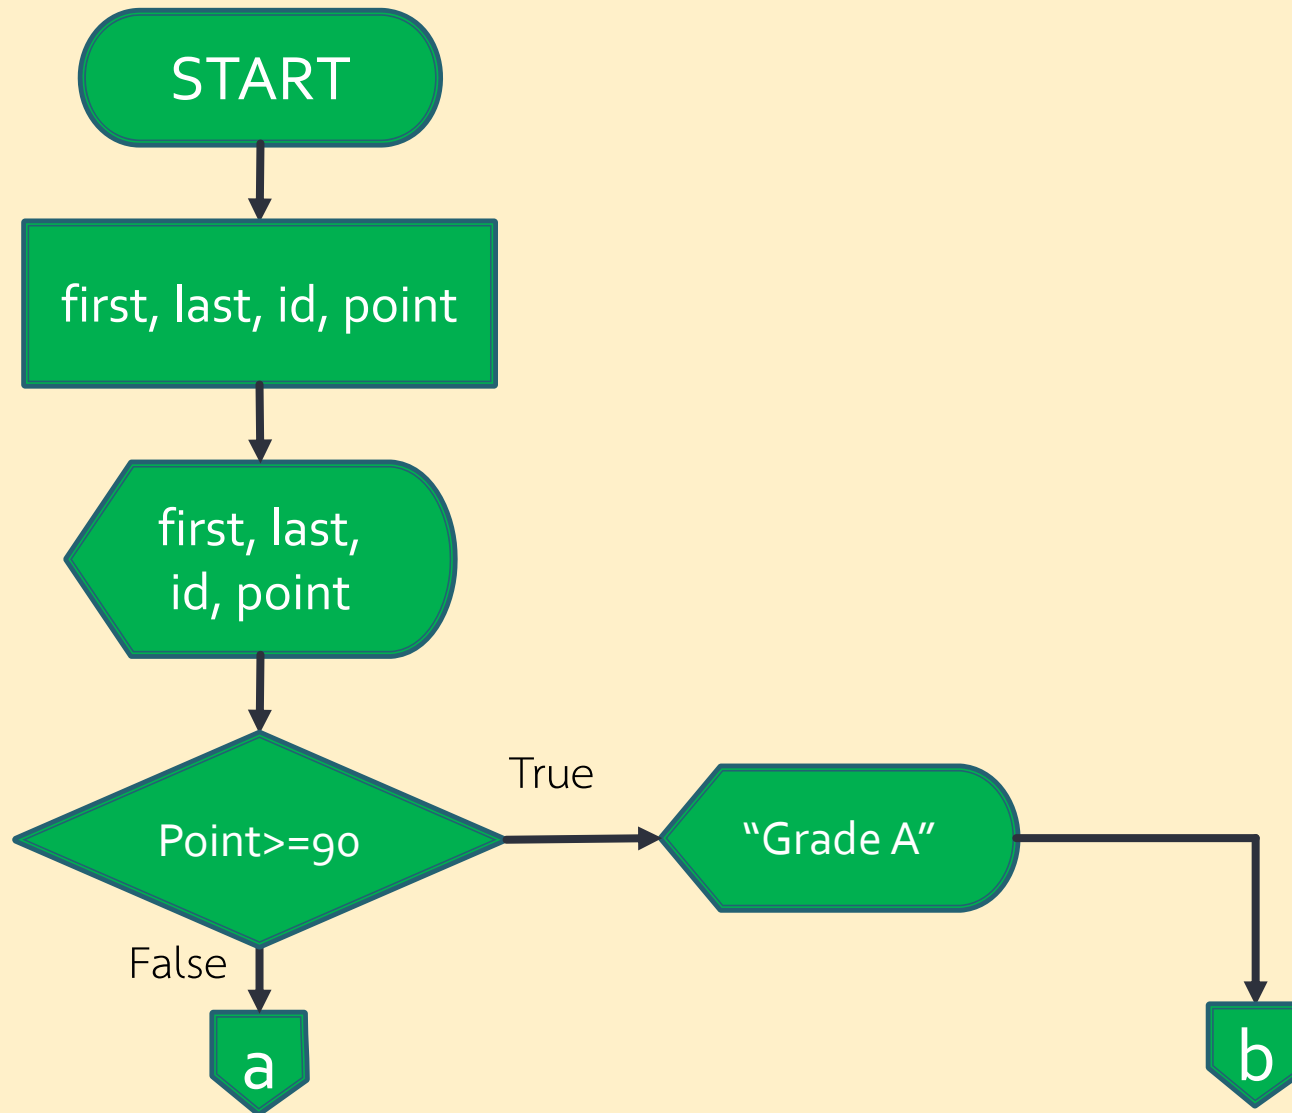 START
first, last, id, point
first, last,
id, point
True
Point>=90
“Grade A”
False
a
b